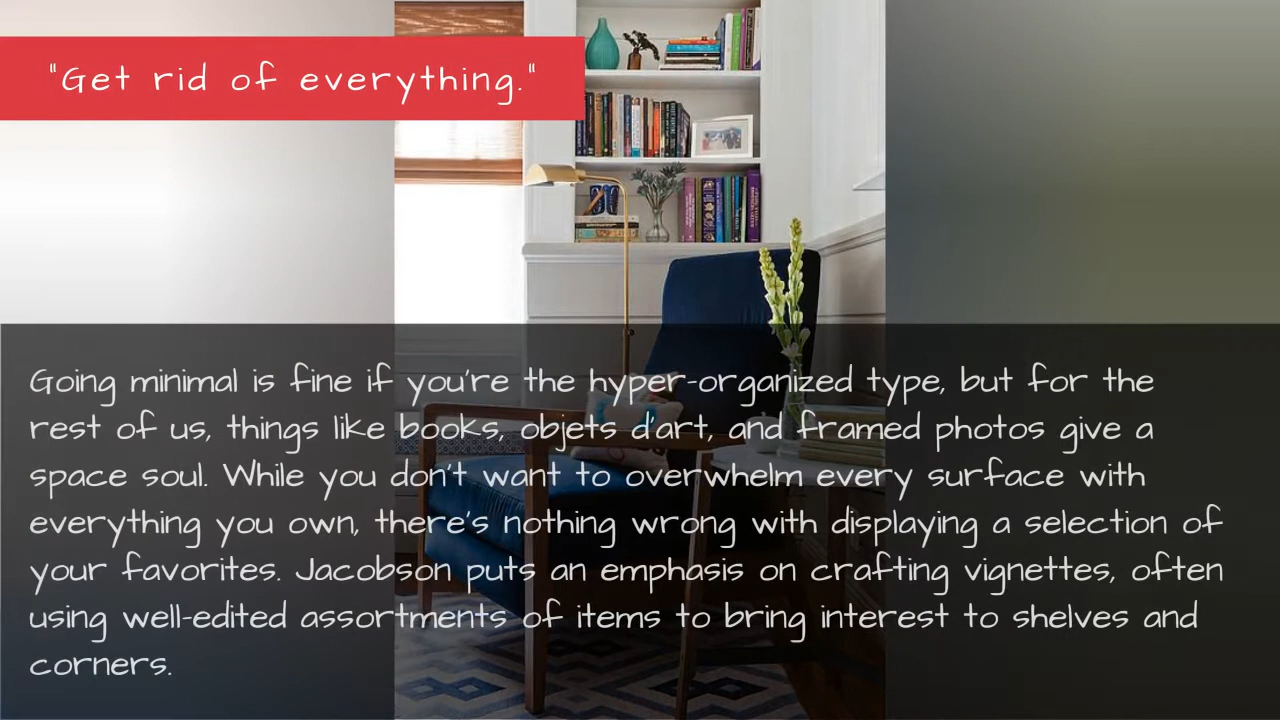 "Get rid of everything."
Going minimal is fine if you're the hyper-organized type, but for the
rest of us, things like books, objets d'art, and framed photos give a
space soul. While you don't want to overwhelm every surface with
everything you own, there's nothing wrong with displaying a selection of
your favorites. Jacobson puts an emphasis on crafting vignettes, often
using well-edited assortments of items to bring interest to shelves and
corners.